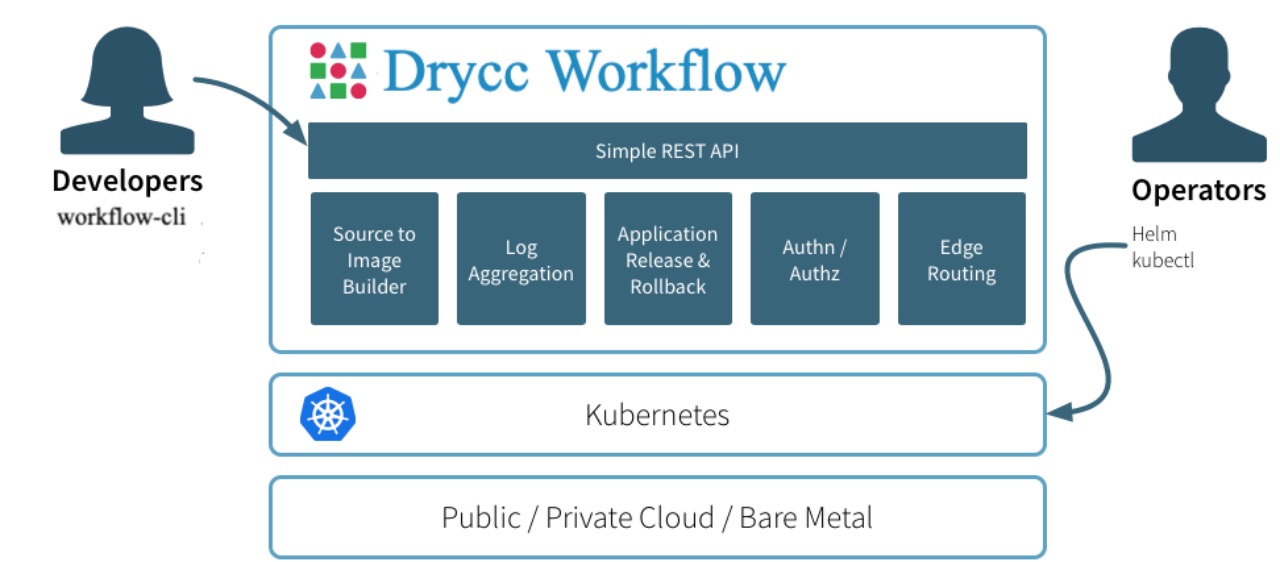 Drycc Workflow
Simple REST API
Developers
workflow-cli
Source to
Image
Builder
Log
Aggregation
Application
Release &
Rollback
Authn /
Authz
Edge
Routing
Operators
Helm
kubectl
Kubernetes
Public / Private Cloud / Bare Metal